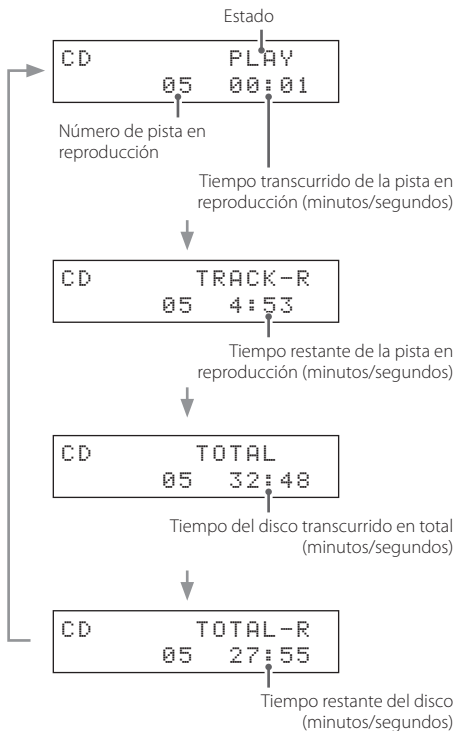 Estado
CD PLAY
05 00:01
Número de pista en
reproducción
Tiempo transcurrido de la pista en
reproducción (minutos/segundos)
CD TRACK-R
05 4:53
Tiempo restante de la pista en
reproducción (minutos/segundos)
CD TOTAL
05 32:48
Tiempo del disco transcurrido en total
(minutos/segundos)
CD TOTAL-R
05 27:55
Tiempo restante del disco
(minutos/segundos)